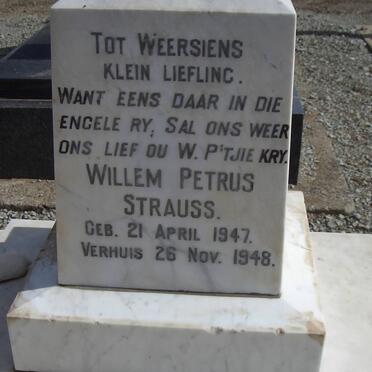 TOT WEERSIENS
KLEIN LIEFLING.
WANT EENS DAAR IN DIE
ENGELE RY, SAL ONS WEER
ONS LIEF OU W. P'TJIE KRY.
WILLEM PETRUS
STRAUSS.
GEB. 21 APRIL 1947.
VERHUIS 26 NOV. 1948.